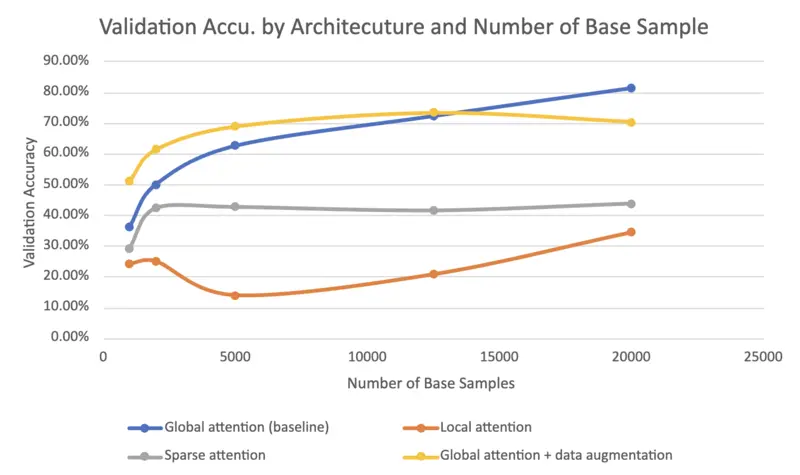 Validation Accu. by Architecuture and Number of Base Sample
90.00%
80.00%
70.00%
60.00%
50.00%
40.00%
30.00%
20.00%
10.00%
0.00%
Validation Accuracy
0 5000 10000 15000 20000 25000
Number of Base Samples
Global attention (baseline) Local attention
Sparse attention Global attention + data augmentation